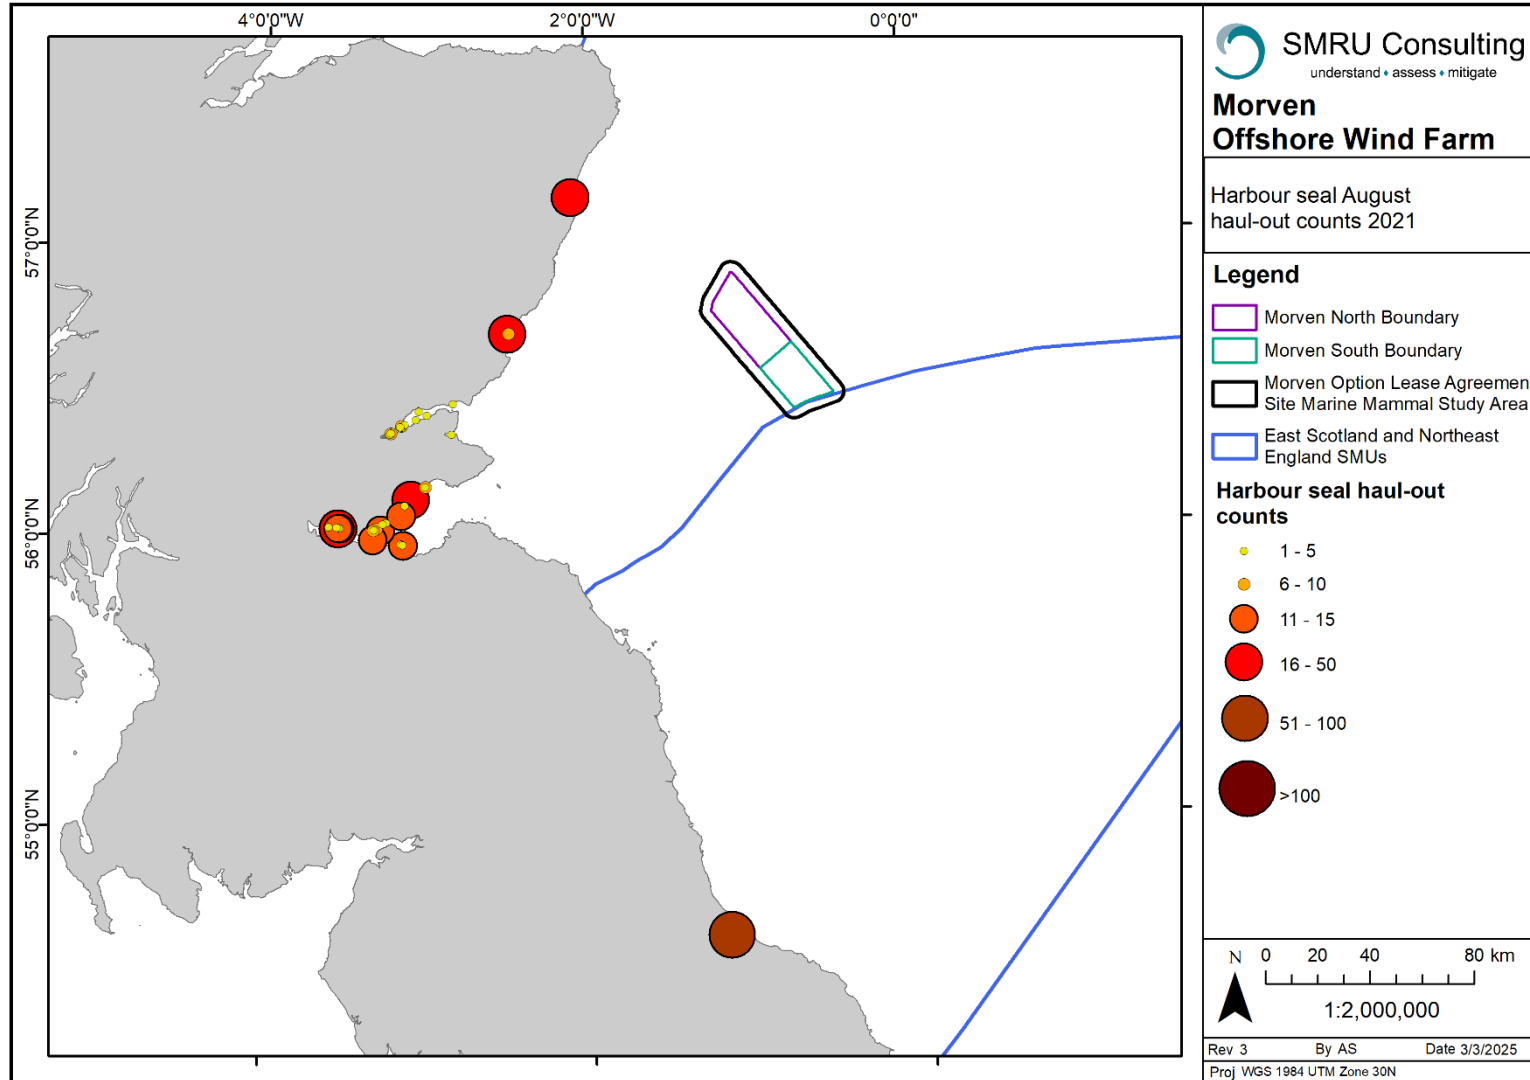 4°0'0"W
2°0'0"W
0°0'0"
57°0'0"N
56°0'0"N
55°0'0"N
SMRU Consulting
understand • assess • mitigate
Morven
Offshore Wind Farm
Harbour seal August
haul-out counts 2021
Legend
Morven North Boundary
Morven South Boundary
Morven Option Lease Agreemen
Site Marine Mammal Study Area
East Scotland and Northeast
England SMUs
Harbour seal haul-out
counts
1 - 5
6 - 10
11 - 15
16 - 50
51 - 100
>100
N 0 20 40 80 km
1:2,000,000
Rev 3 By AS Date 3/3/2025
Proj WGS 1984 UTM Zone 30N